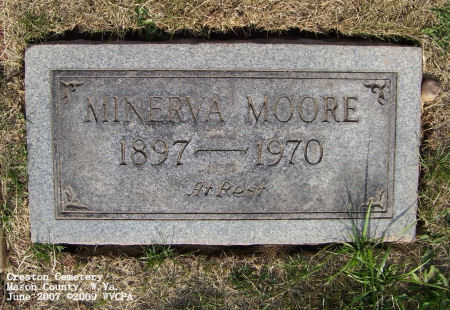 MINERVA MOORE
1897 — 1970
At Rest
Creston Cemetery
Mason County, W.Va.
June 2007 ©2009 WVCPA